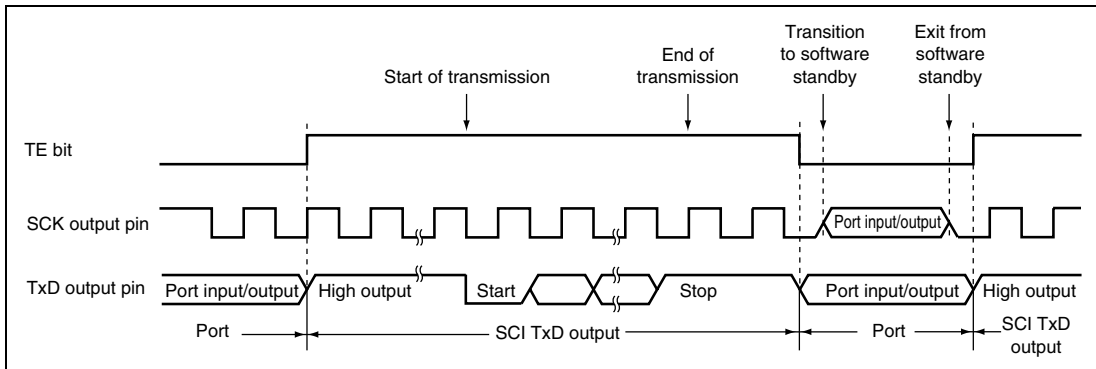 Transition
to software
standby
Exit from
software
standby
Start of transmission
End of
transmission
TE bit
SCK output pin
Port input/output
TxD output pin
Port input/output
High output
Start
Stop
Port input/output
High output
Port
SCI TxD output
Port
SCI TxD
output